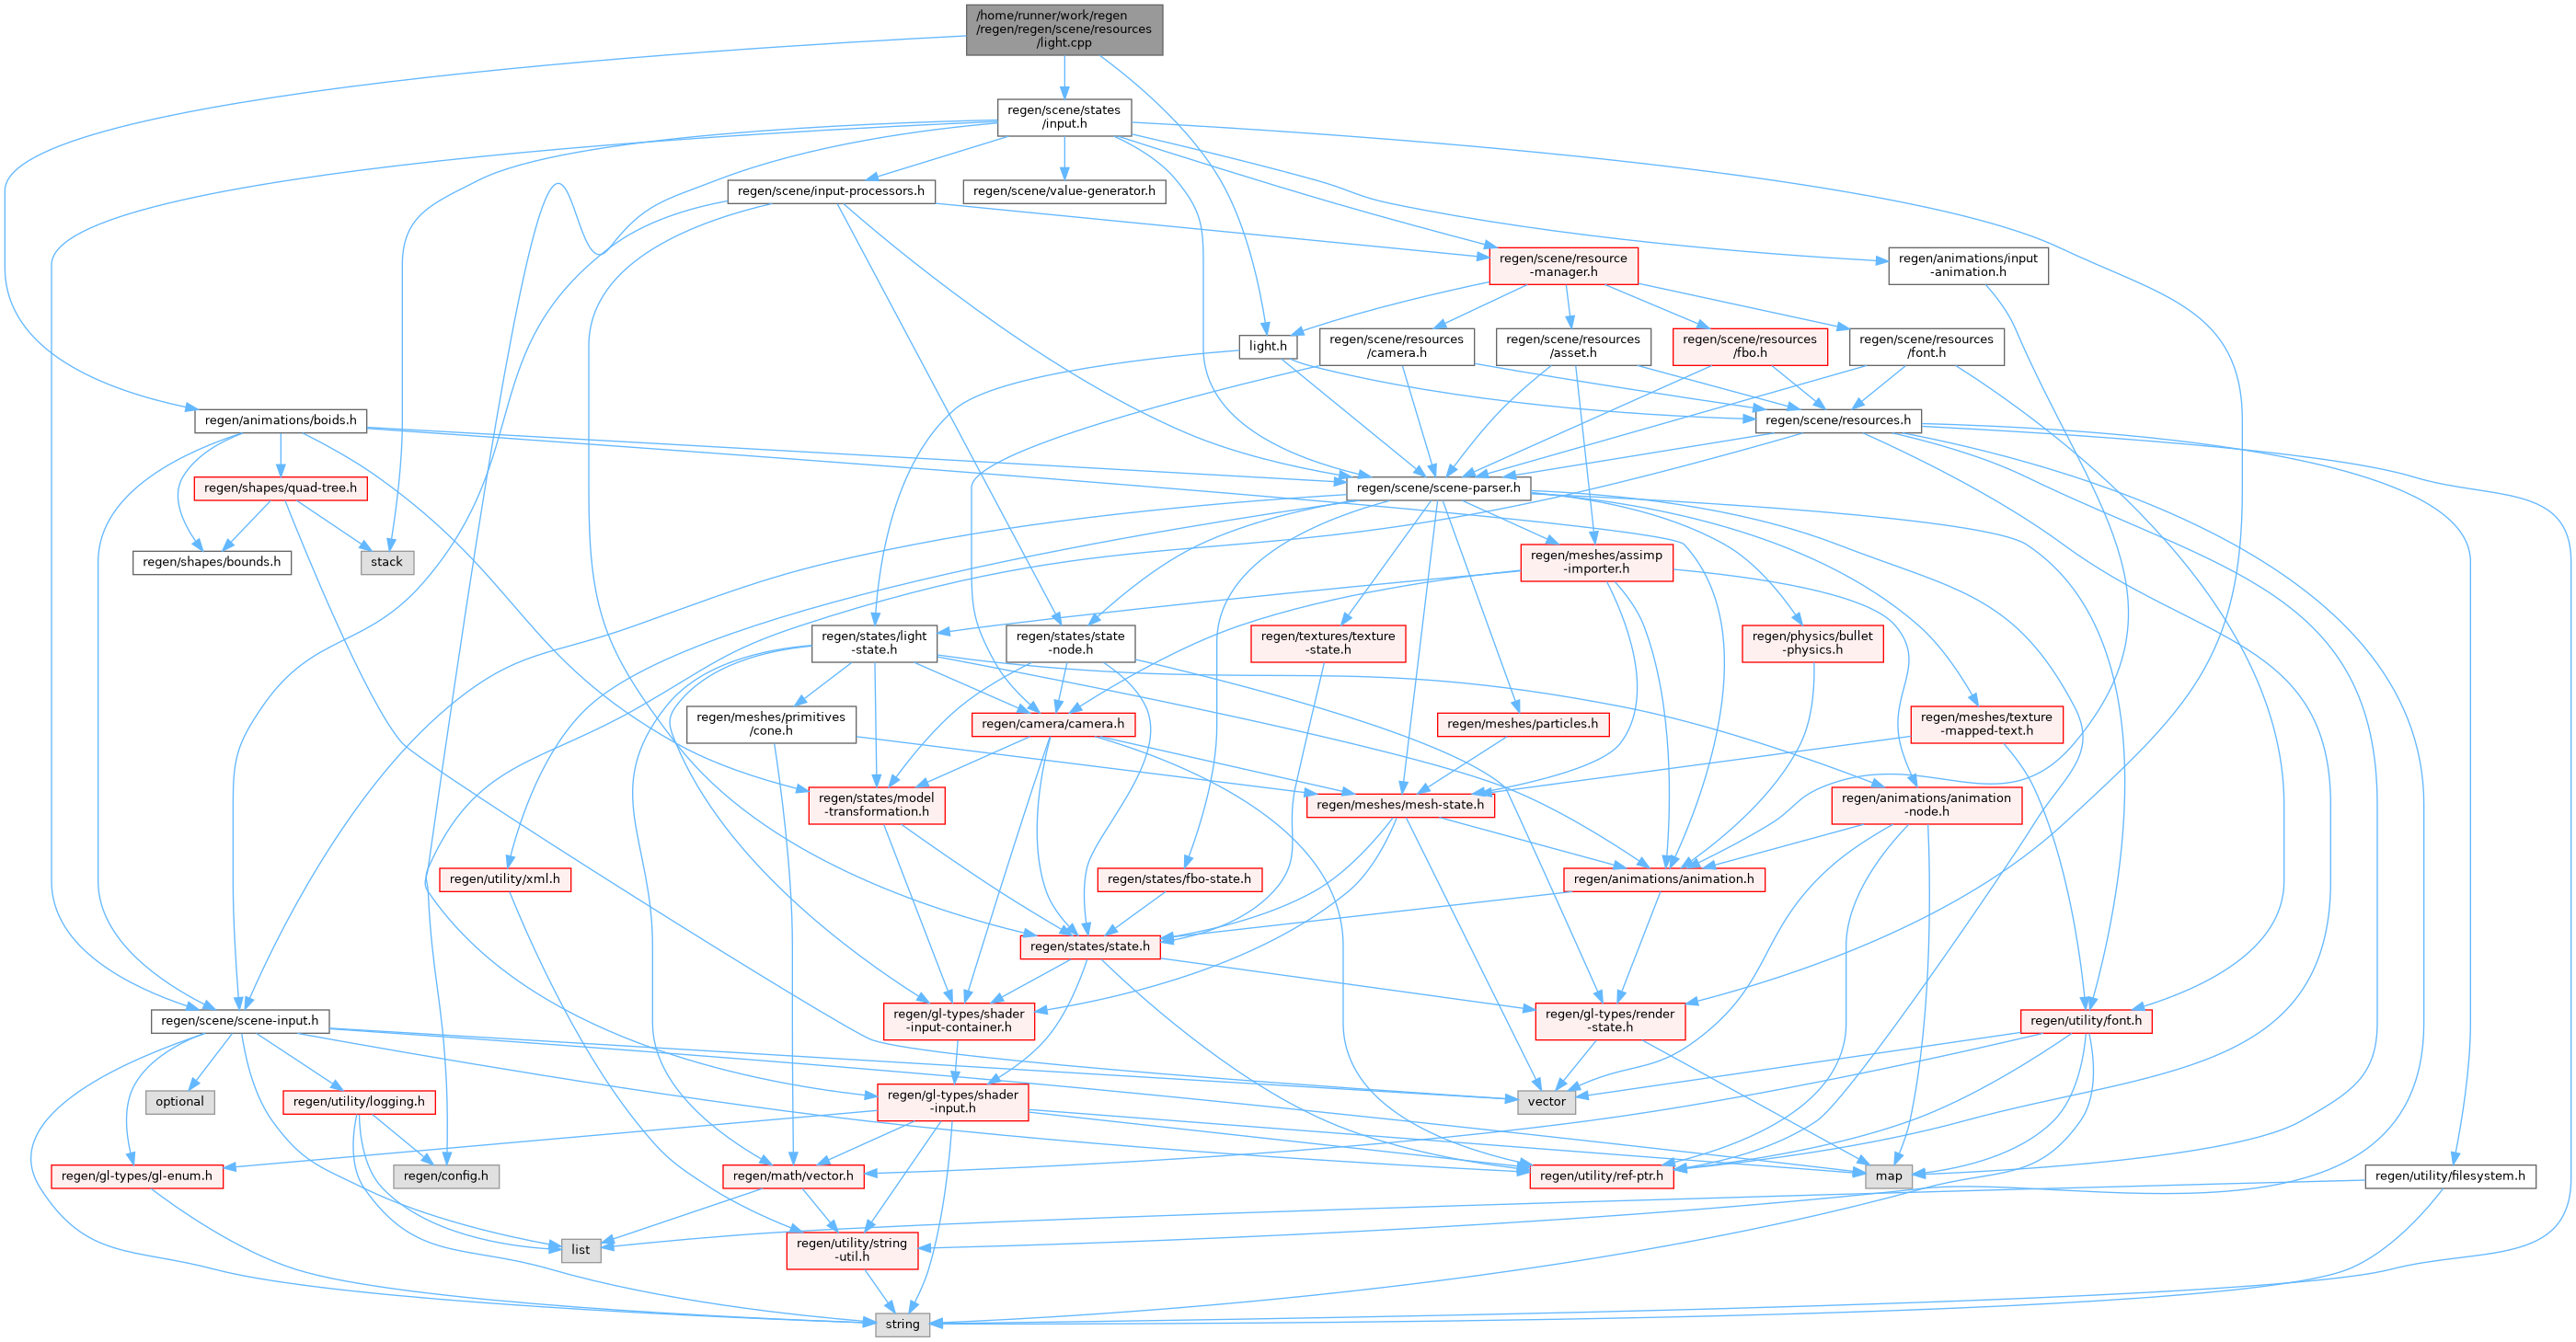 /home/runner/work/regen
/regen/regen/scene/resources
/light.cpp
regen/scene/states
/input.h
regen/scene/input-processors.h
regen/scene/value-generator.h
regen/scene/resource
-manager.h
regen/animations/input
-animation.h
light.h
regen/scene/resources
/camera.h
regen/scene/resources
/asset.h
regen/scene/resources
/fbo.h
regen/scene/resources
/font.h
regen/animations/boids.h
regen/scene/resources.h
regen/shapes/quad-tree.h
regen/scene/scene-parser.h
regen/shapes/bounds.h
stack
regen/meshes/assimp
-importer.h
regen/states/light
-state.h
regen/states/state
-node.h
regen/textures/texture
-state.h
regen/physics/bullet
-physics.h
regen/meshes/primitives
/cone.h
regen/camera/camera.h
regen/meshes/particles.h
regen/meshes/texture
-mapped-text.h
regen/states/model
-transformation.h
regen/meshes/mesh-state.h
regen/animations/animation
-node.h
regen/utility/xml.h
regen/states/fbo-state.h
regen/animations/animation.h
regen/states/state.h
regen/scene/scene-input.h
regen/gl-types/shader
-input-container.h
regen/gl-types/render
-state.h
regen/utility/font.h
optional
regen/utility/logging.h
regen/gl-types/shader
-input.h
vector
regen/gl-types/gl-enum.h
regen/config.h
regen/math/vector.h
regen/utility/ref-ptr.h
map
regen/utility/filesystem.h
list
regen/utility/string
-util.h
string